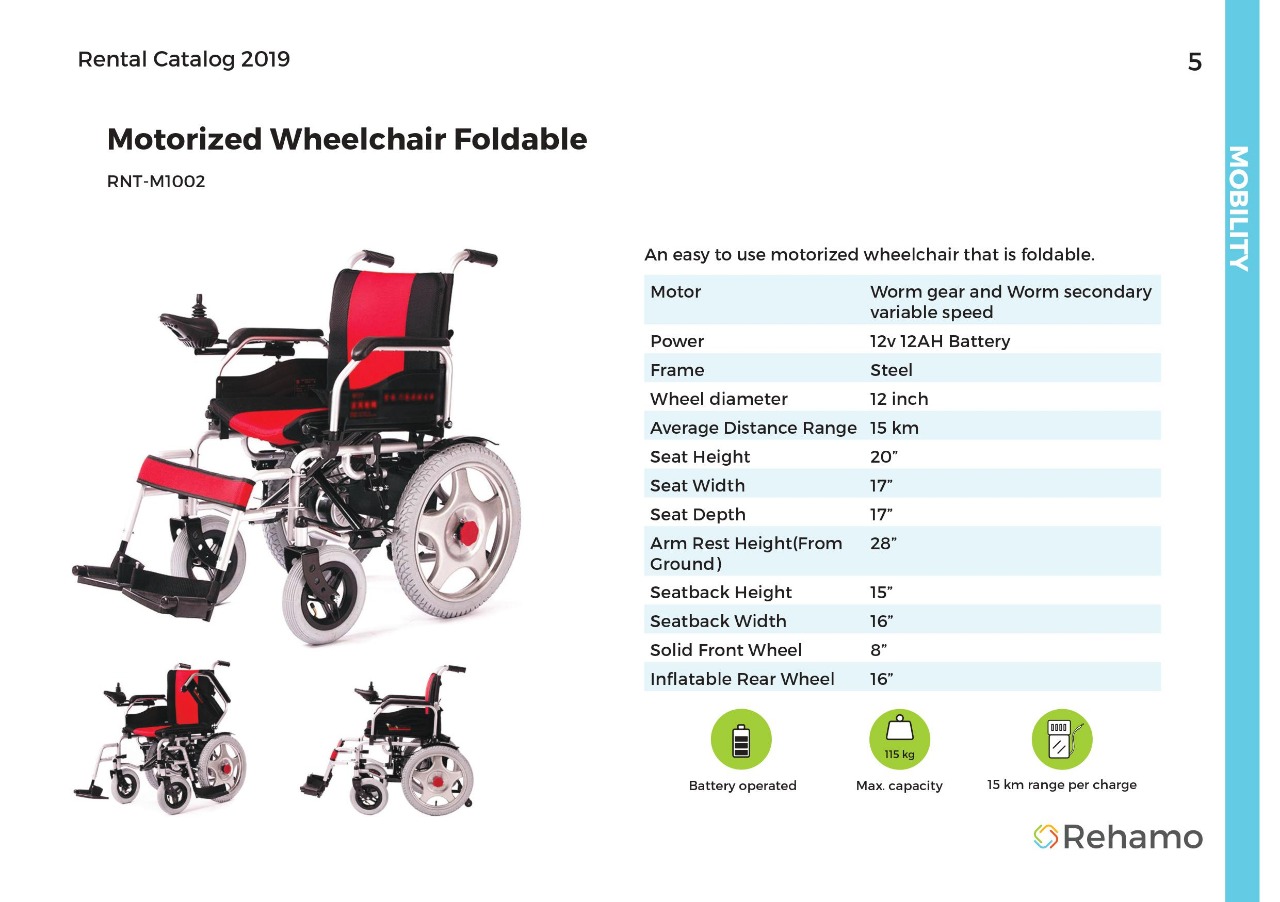 Rental Catalog 2019
5
MOBILITY
Motorized Wheelchair Foldable
RNT-M1002
An easy to use motorized wheelchair that is foldable.
Motor Worm gear and Worm secondary
variable speed
Power 12v 12AH Battery
Frame Steel
Wheel diameter 12 inch
Average Distance Range 15 km
Seat Height 20”
Seat Width 17”
Seat Depth 17”
Arm Rest Height(From 28”
Ground)
Seatback Height 15”
Seatback Width 16”
Solid Front Wheel 8”
Inflatable Rear Wheel 16”
115 kg
Battery operated
Max. capacity
15 km range per charge
Rehamo